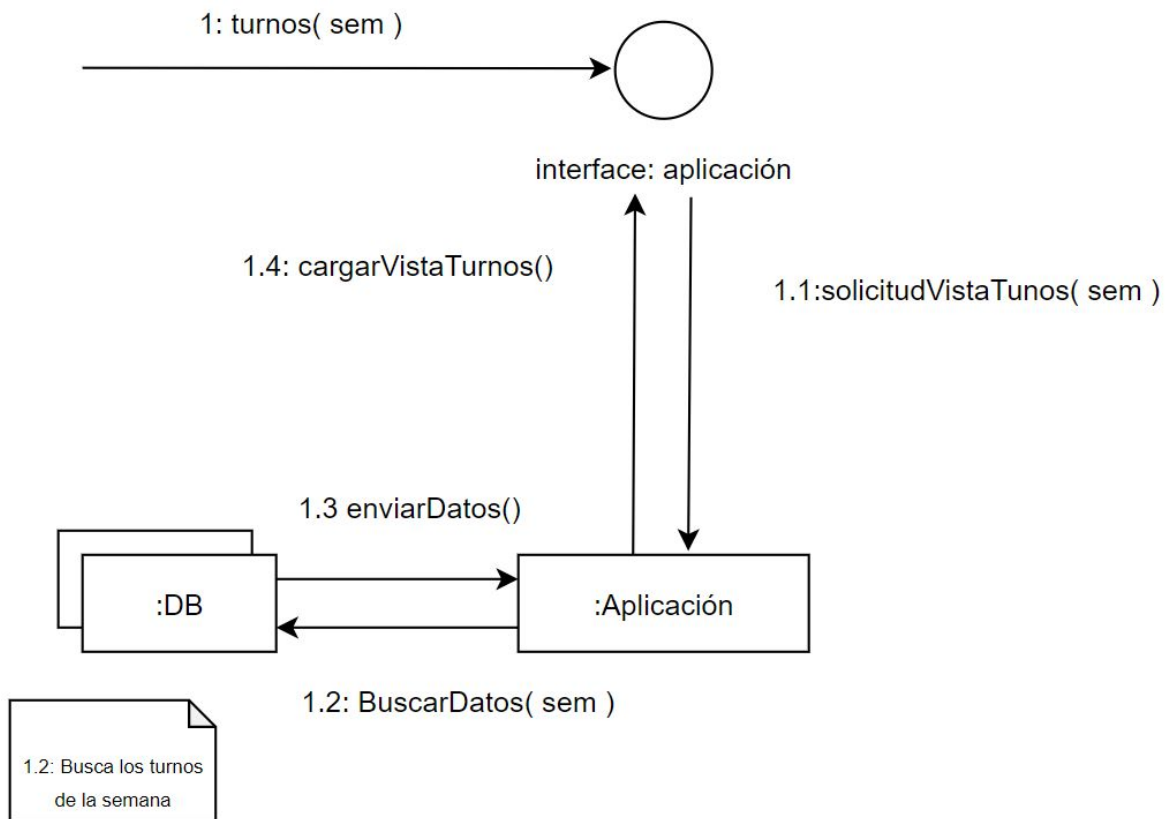 1: turnos( sem )
interface: aplicación
1.4: cargarVistaTurnos()
1.1:solicitudVistaTunos( sem )
1.3 enviarDatos()
:DB
:Aplicación
1.2: BuscarDatos( sem )
1.2: Busca los turnos
de la semana